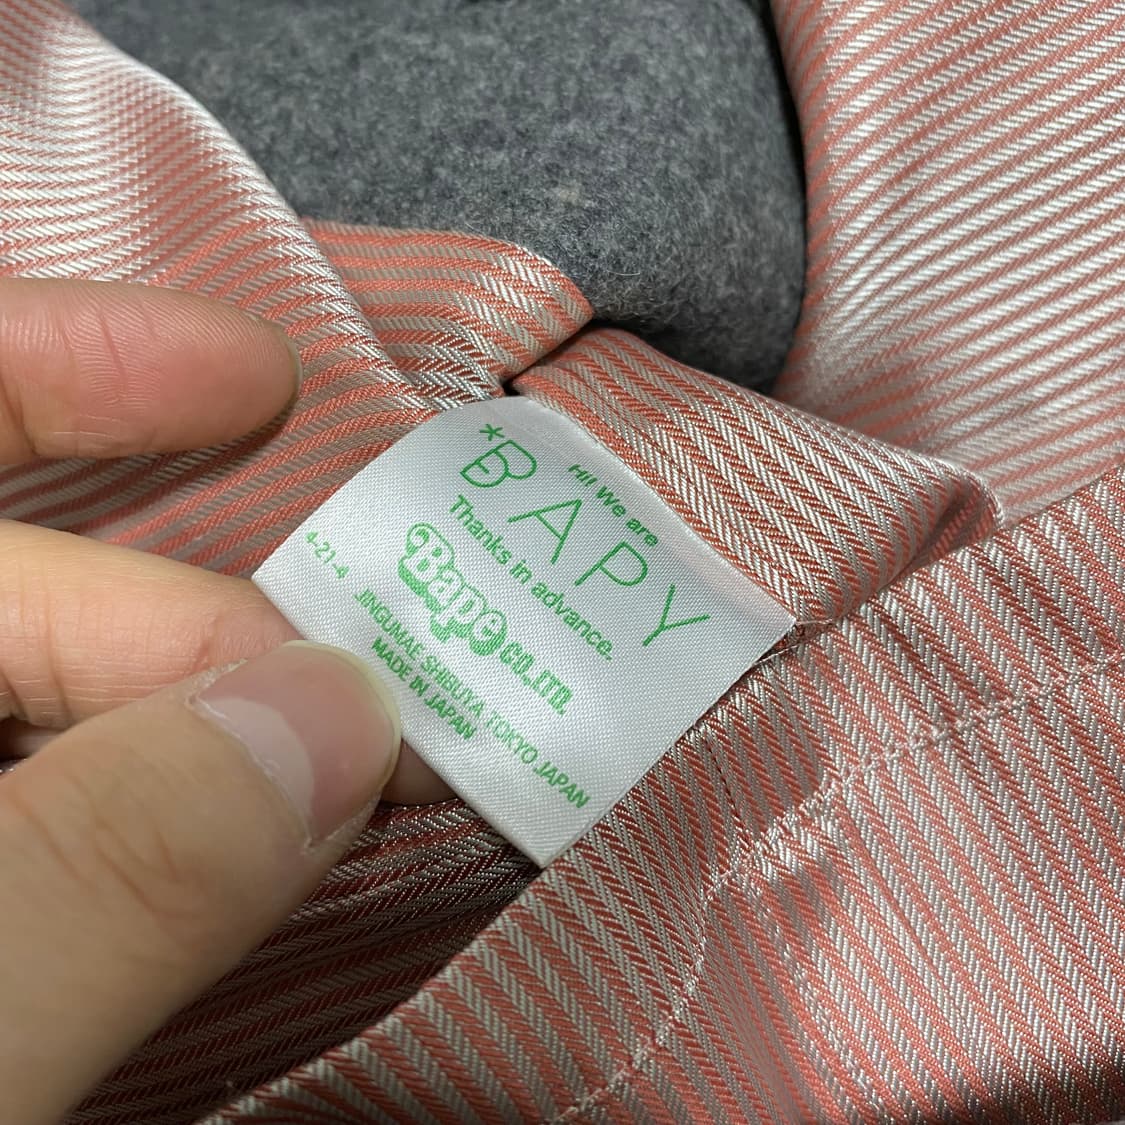 Hi! We are
*BAPY
Thanks in advance.
Bape CO.,LTD.
4-21-4
JINGUMAE SHIBUYA TOKYO JAPAN
MADE IN JAPAN